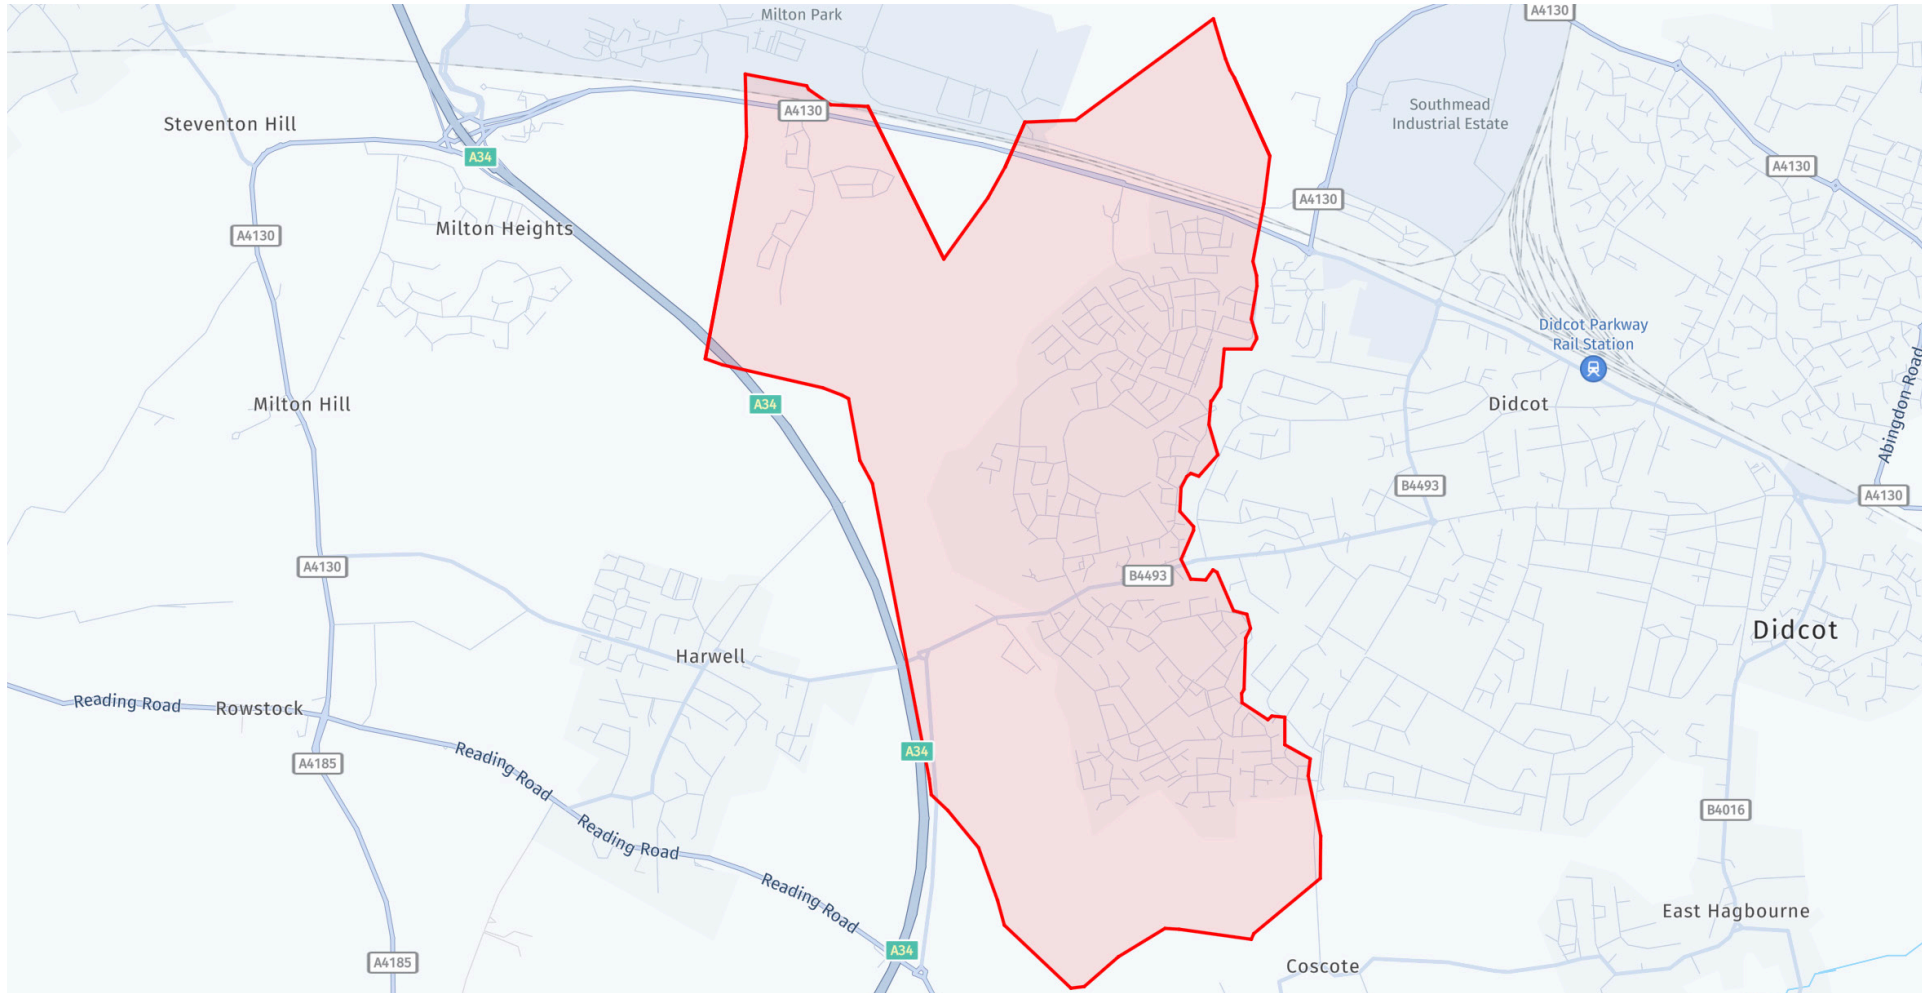 Milton Park
A4130
A4130
Steventon Hill
A4130
Southmead
Industrial Estate
A34
A4130
A4130
Milton Heights
A4130
Didcot Parkway
Rail Station
Milton Hill
A34
Didcot
Abingdon Road
B4493
A4130
A4130
B4493
Harwell
Didcot
Reading Road
Rowstock
A4185
Reading Road
A34
Reading Road
B4016
Reading Road
East Hagbourne
A34
A4185
Coscote